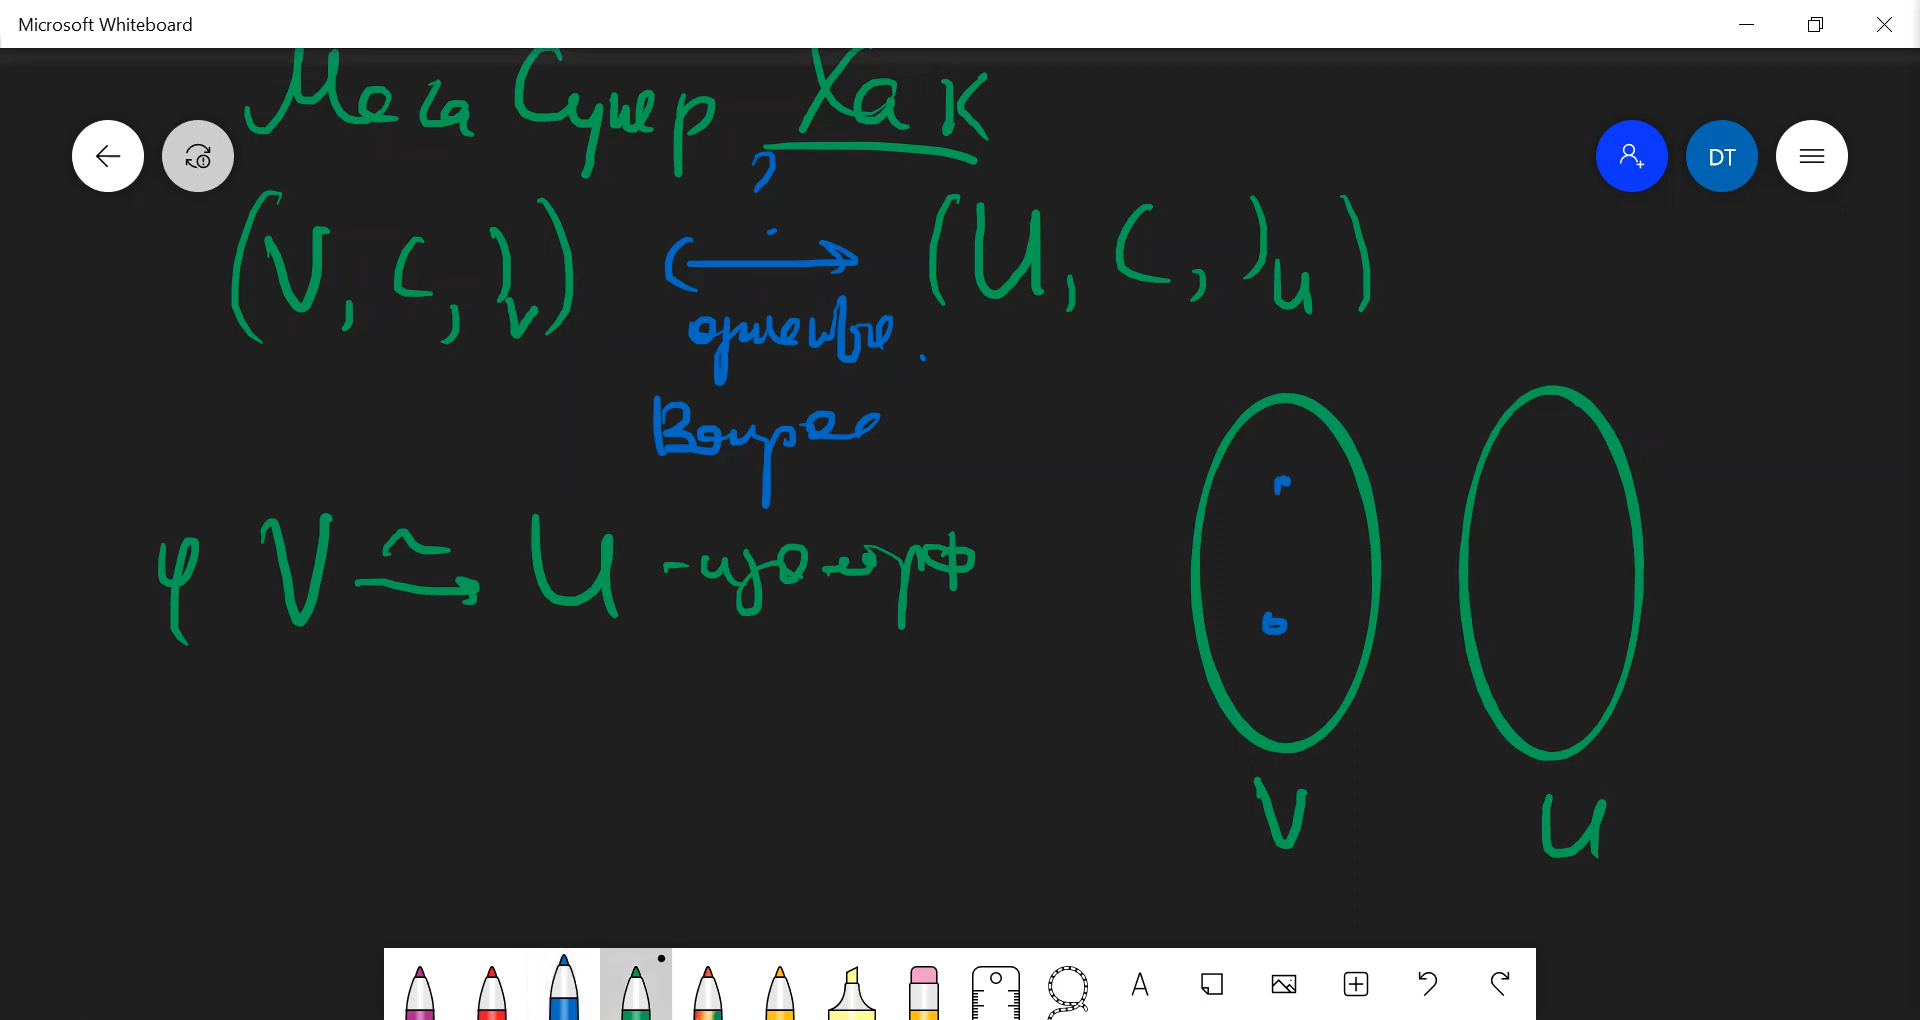 Microsoft Whiteboard
Мега Супер Хак
DT
?
(V, (,)v) ↔ (U, (,)u)
Вопрос
φ V ≅→ U - изоморф
V U
A